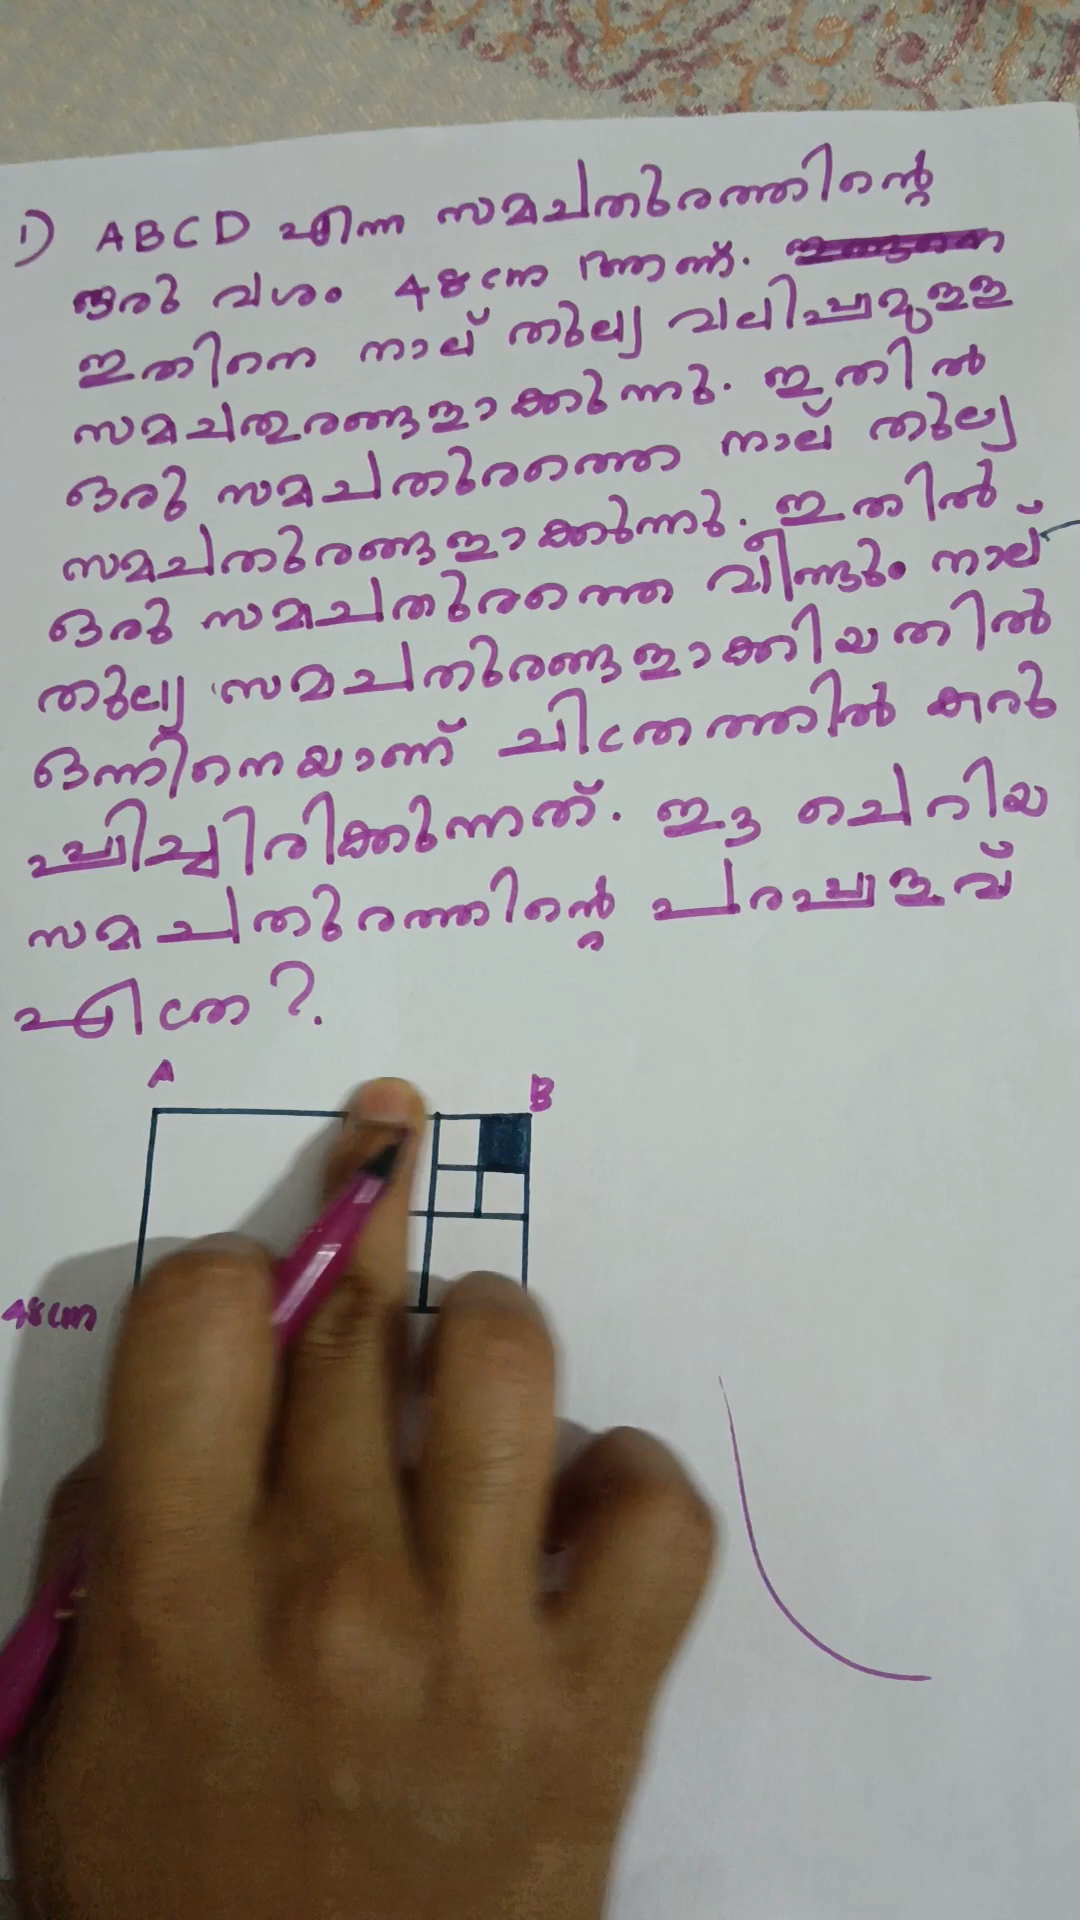 1) ABCD എന്ന സമചതുരത്തിന്റെ
ഒരു വശം 48cm ആണ്.
ഇതിനെ നാല് തുല്യ വലിപ്പമുള്ള
സമചതുരങ്ങളാക്കുന്നു. ഇതിൽ
ഒരു സമചതുരത്തെ നാല് തുല്യ
സമചതുരങ്ങളാക്കുന്നു. ഇതിൽ
ഒരു സമചതുരത്തെ വീണ്ടും നാല്
തുല്യ സമചതുരങ്ങളാക്കിയതിൽ
ഒന്നിനെയാണ് ചിത്രത്തിൽ കറു
പ്പിച്ചിരിക്കുന്നത്. ഈ ചെറിയ
സമചതുരത്തിന്റെ പരപ്പളവ്
എത്ര?
A B
48cm